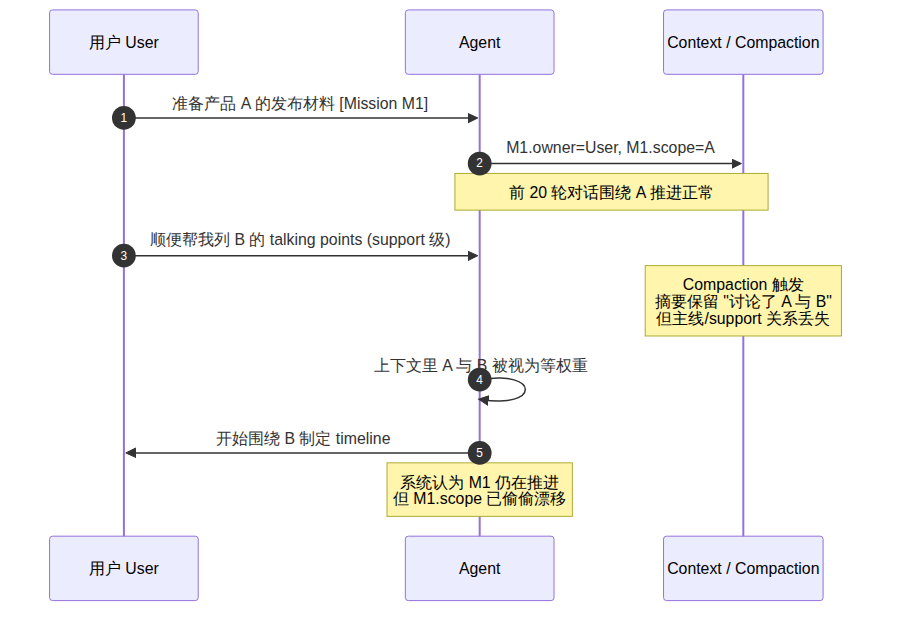 用户 User
Agent
Context / Compaction
1
准备产品 A 的发布材料 [Mission M1]
2
M1.owner=User, M1.scope=A
前 20 轮对话围绕 A 推进正常
3
顺便帮我列 B 的 talking points (support 级)
Compaction 触发
摘要保留 "讨论了 A 与 B"
但主线/support 关系丢失
上下文里 A 与 B 被视为等权重
4
开始围绕 B 制定 timeline
5
系统认为 M1 仍在推进
但 M1.scope 已偷偷漂移
用户 User
Agent
Context / Compaction